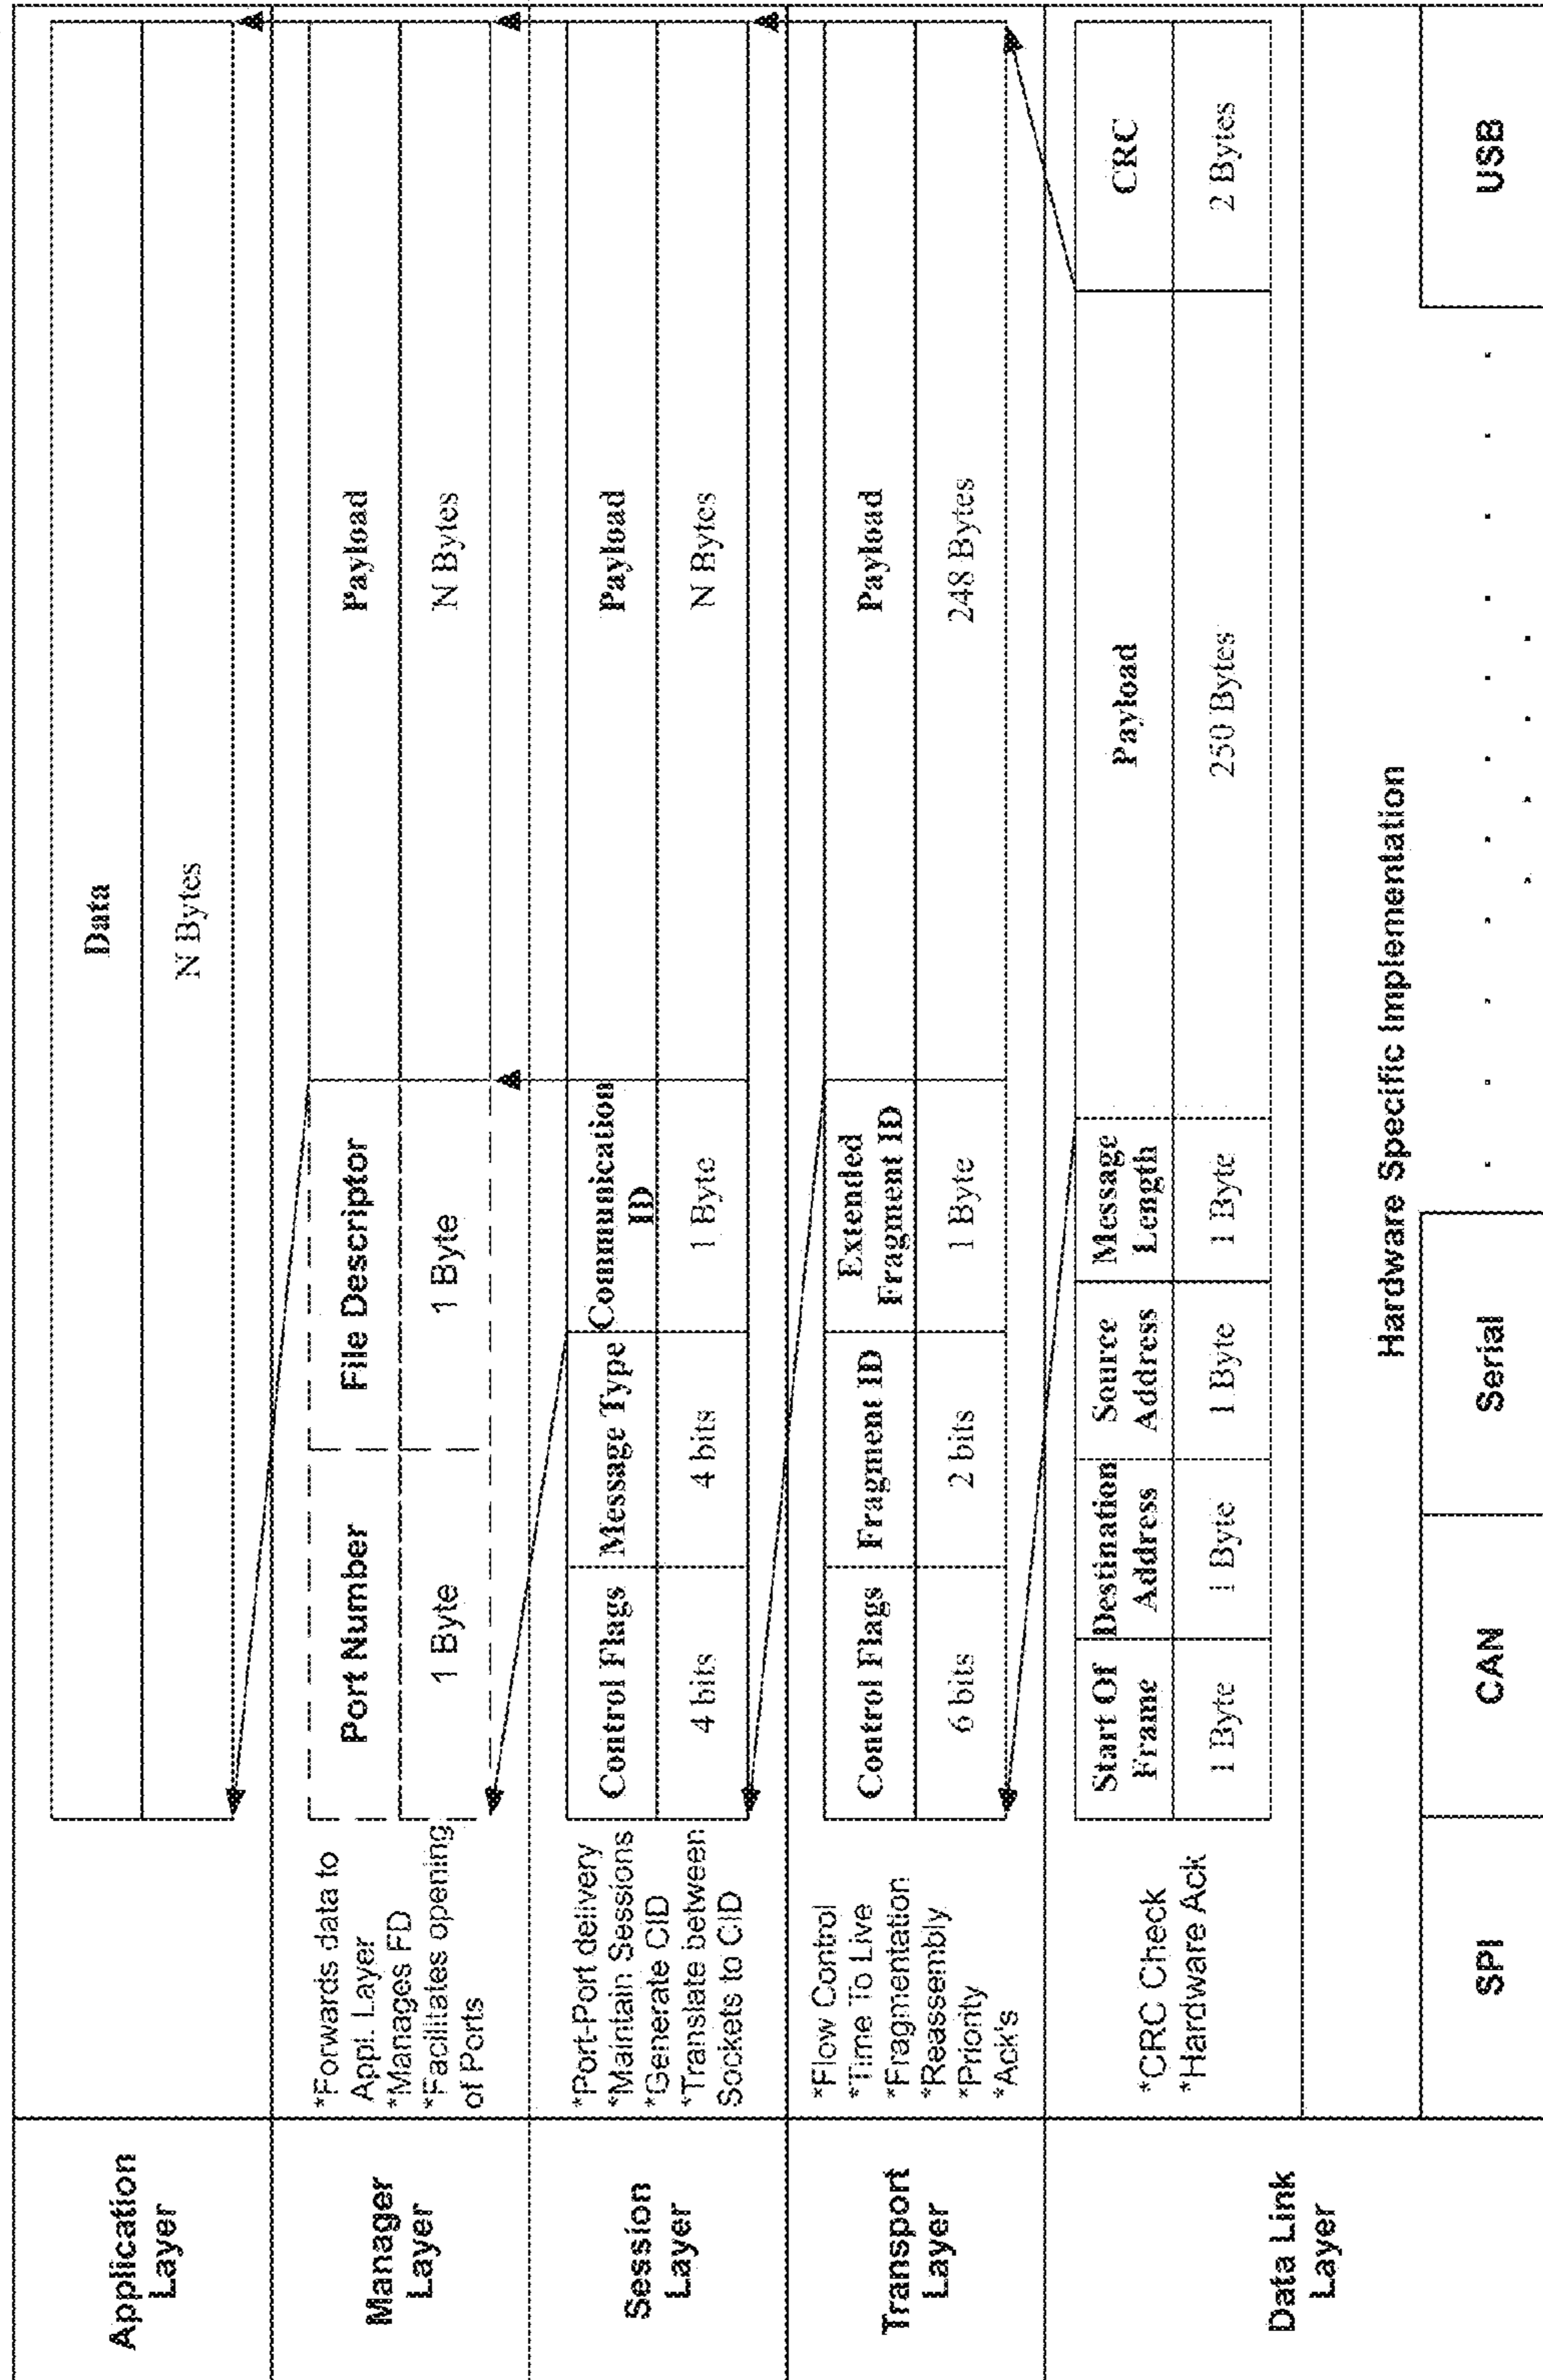 Application
Layer
Data
N Bytes
Manager
Layer
*Forwards data to
Appl. Layer
*Manages FD
*Facilitates opening
of Ports
Port Number
File Descriptor
Payload
1 Byte
1 Byte
N Bytes
Session
Layer
*Port-Port delivery
*Maintain Sessions
*Generate CID
*Translate between
Sockets to CID
Control Flags
Message Type
Communication
ID
Payload
4 bits
4 bits
1 Byte
N Bytes
Transport
Layer
*Flow Control
*Time To Live
*Fragmentation
*Reassembly
*Priority
*Ack's
Control Flags
Fragment ID
Extended
Fragment ID
Payload
6 bits
2 bits
1 Byte
248 Bytes
Data Link
Layer
*CRC Check
*Hardware Ack
Start Of
Frame
Destination
Address
Source
Address
Message
Length
Payload
CRC
1 Byte
1 Byte
1 Byte
1 Byte
250 Bytes
2 Bytes
Hardware Specific Implementation
SPI
CAN
Serial
USB